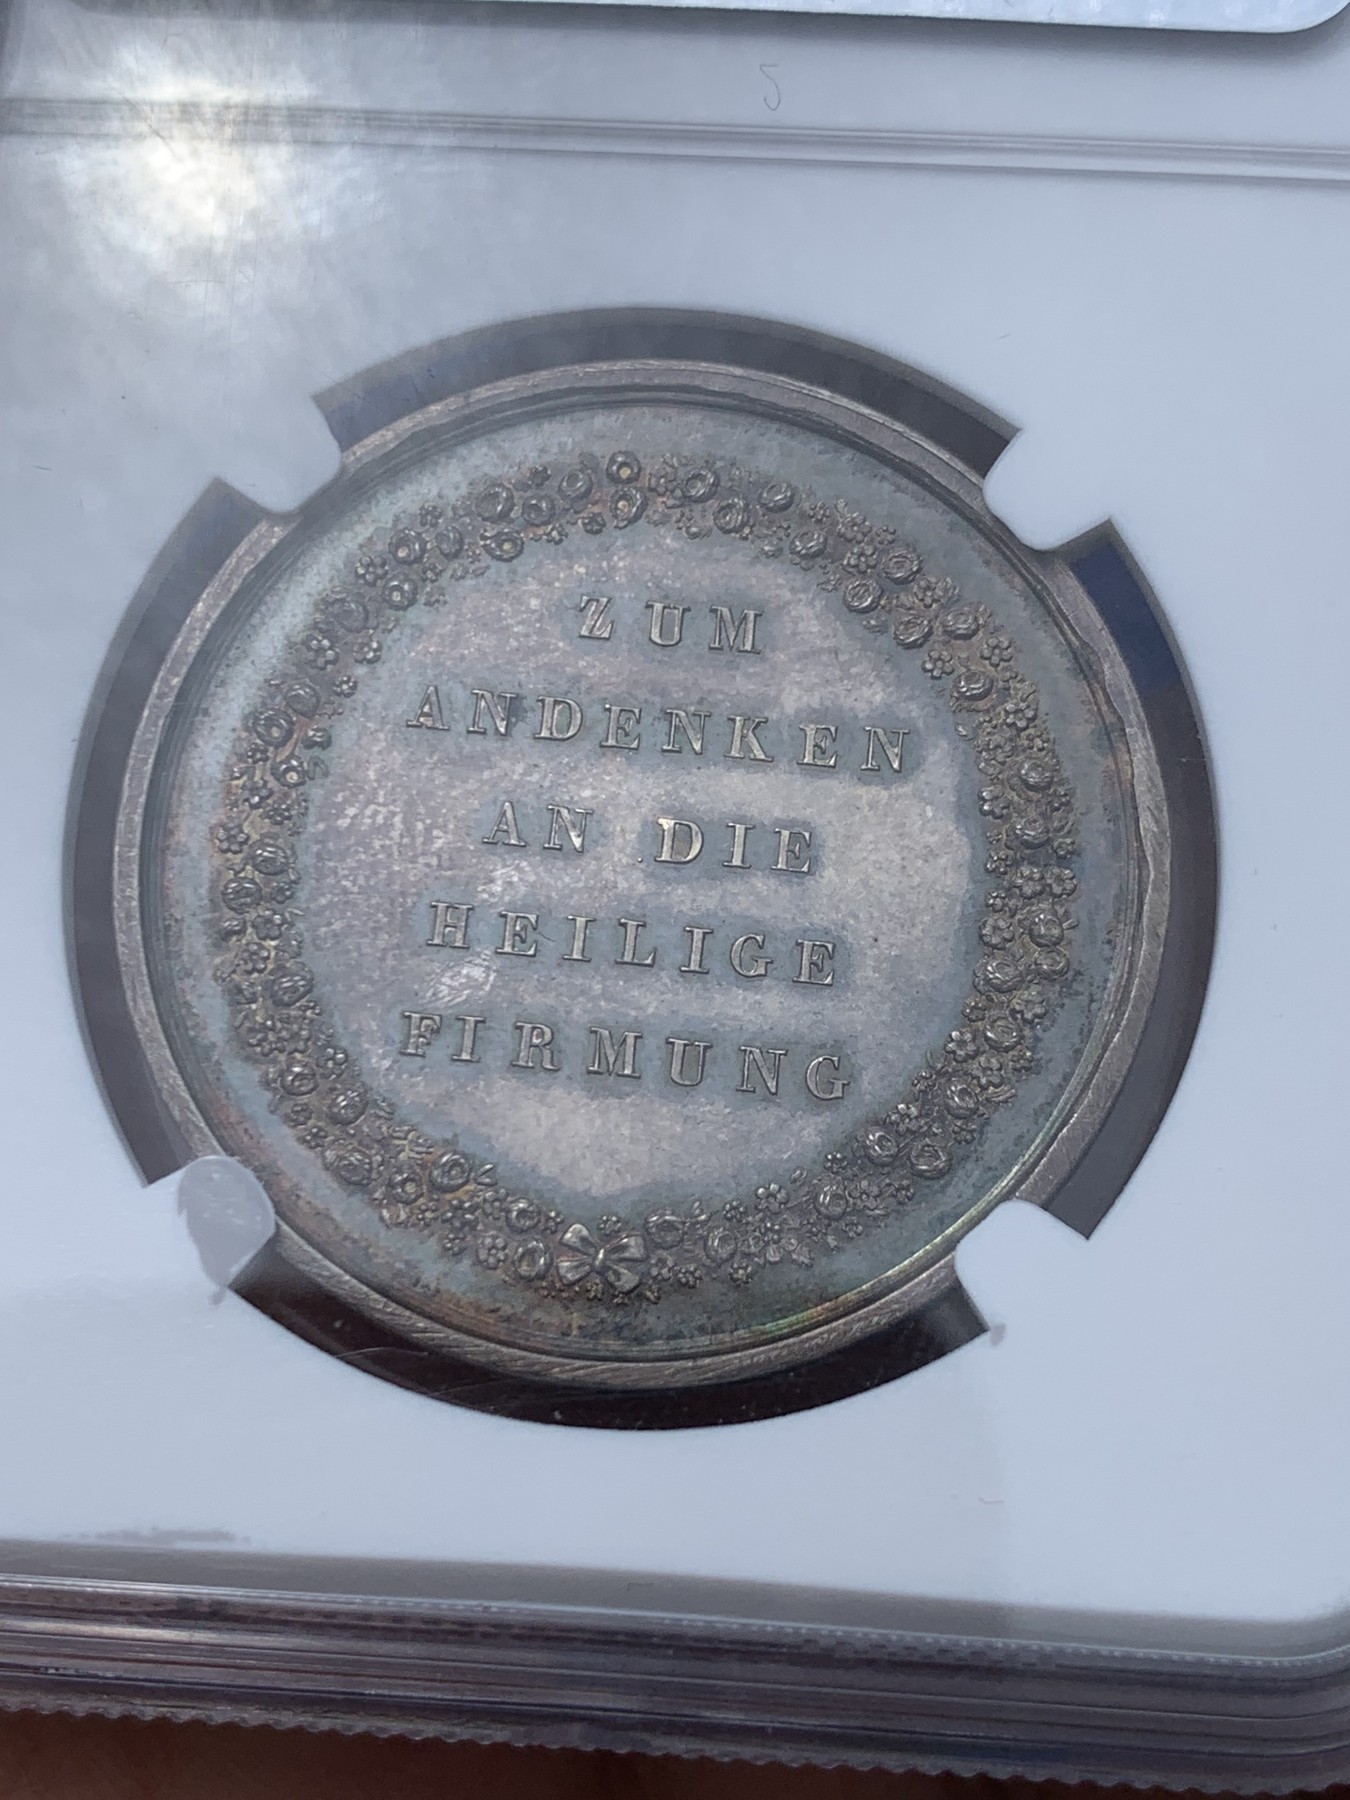 ZUM
ANDENKEN
AN DIE
HEILIGE
FIRMUNG